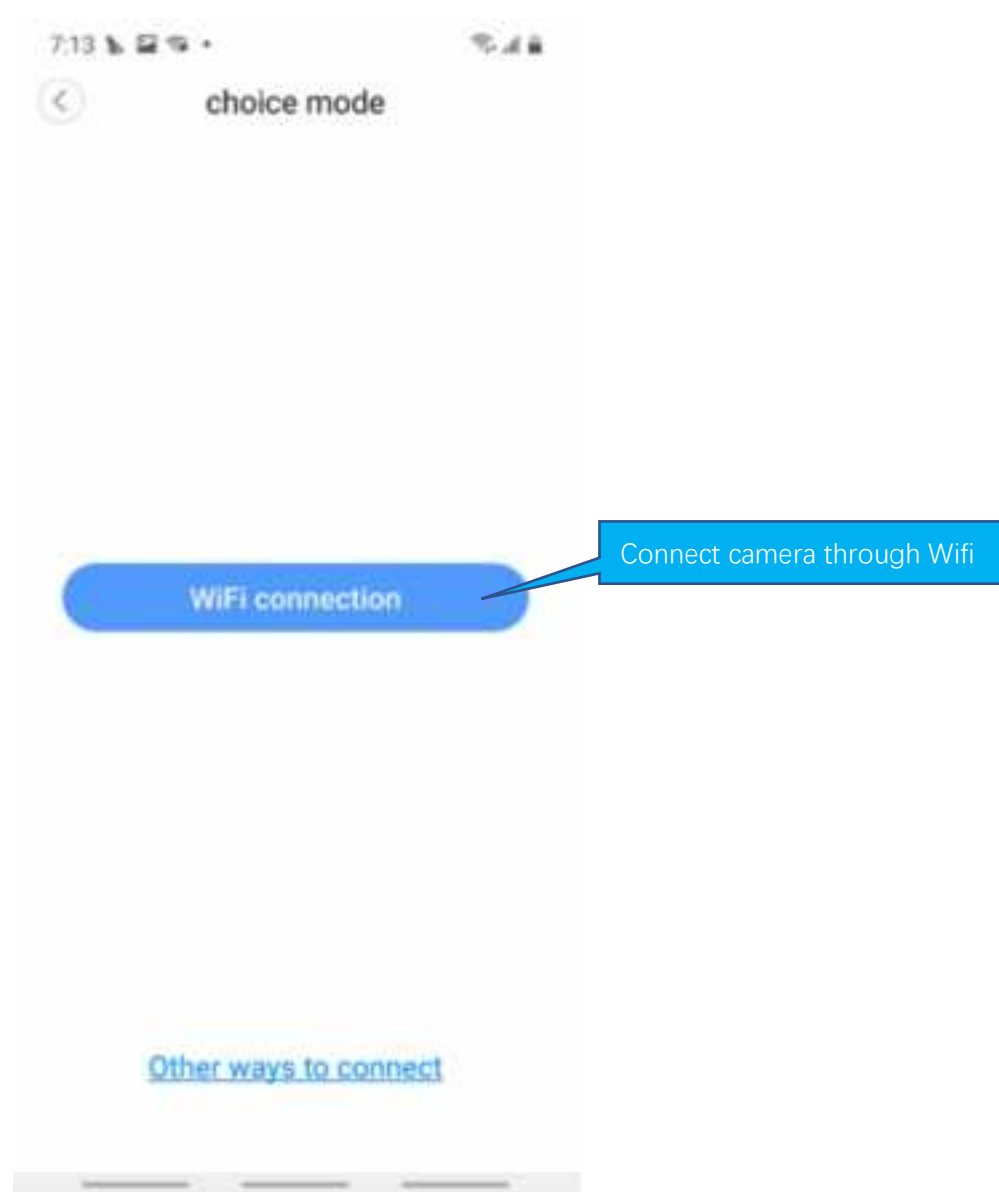 7:13
choice mode
Connect camera through Wifi
WiFi connection
Other ways to connect